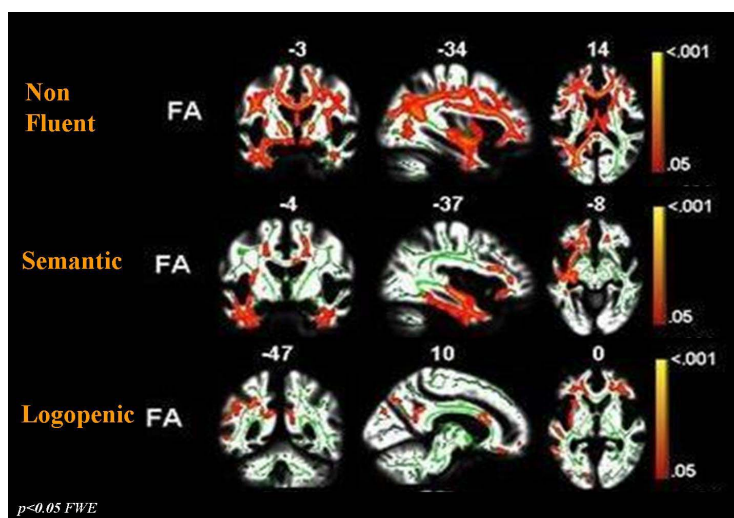 -3 -34 14
Non
Fluent
FA
<.001
.05
-4 -37 -8
Semantic FA
<.001
.05
-47 10 0
Logopenic FA
<.001
.05
p<0.05 FWE